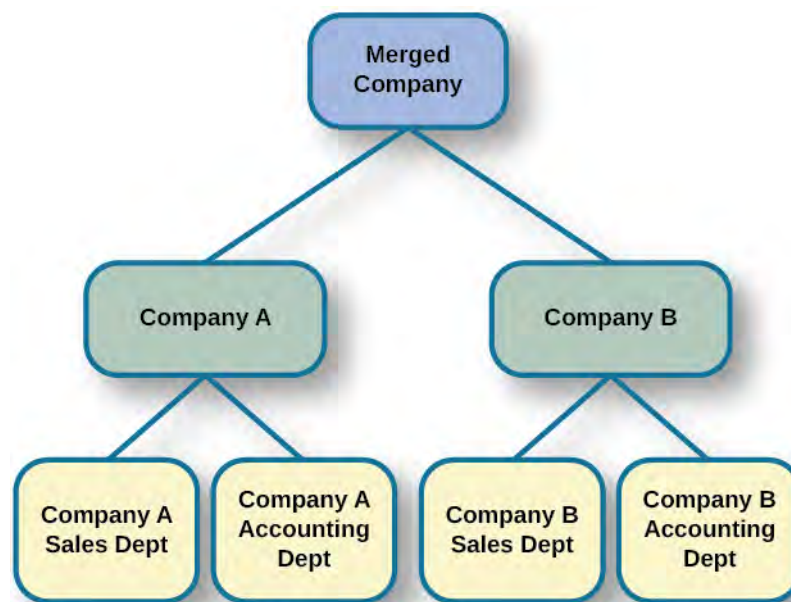 Merged
Company
Company A
Company B
Company A
Sales Dept
Company A
Accounting
Dept
Company B
Sales Dept
Company B
Accounting
Dept